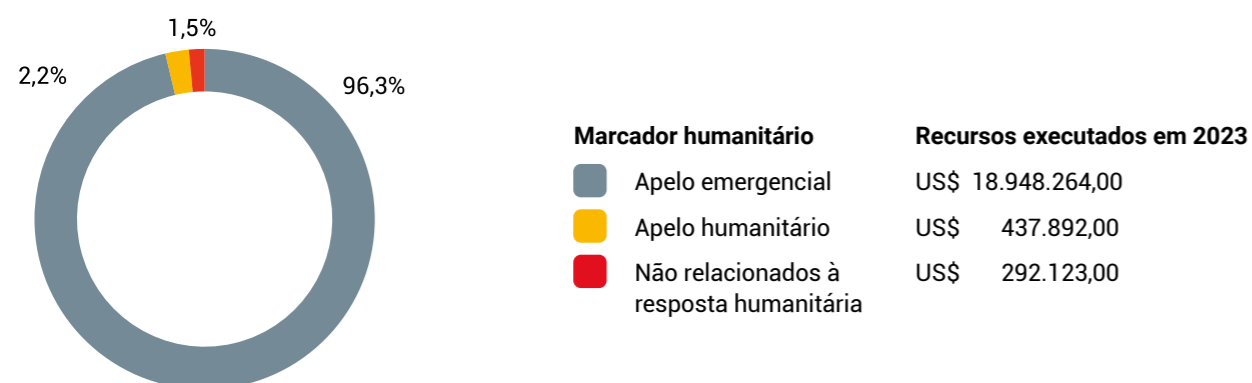 1,5%
2,2%
96,3%
Marcador humanitário Recursos executados em 2023
Apelo emergencial US$ 18.948.264,00
Apelo humanitário US$ 437.892,00
Não relacionados à US$ 292.123,00
resposta humanitária